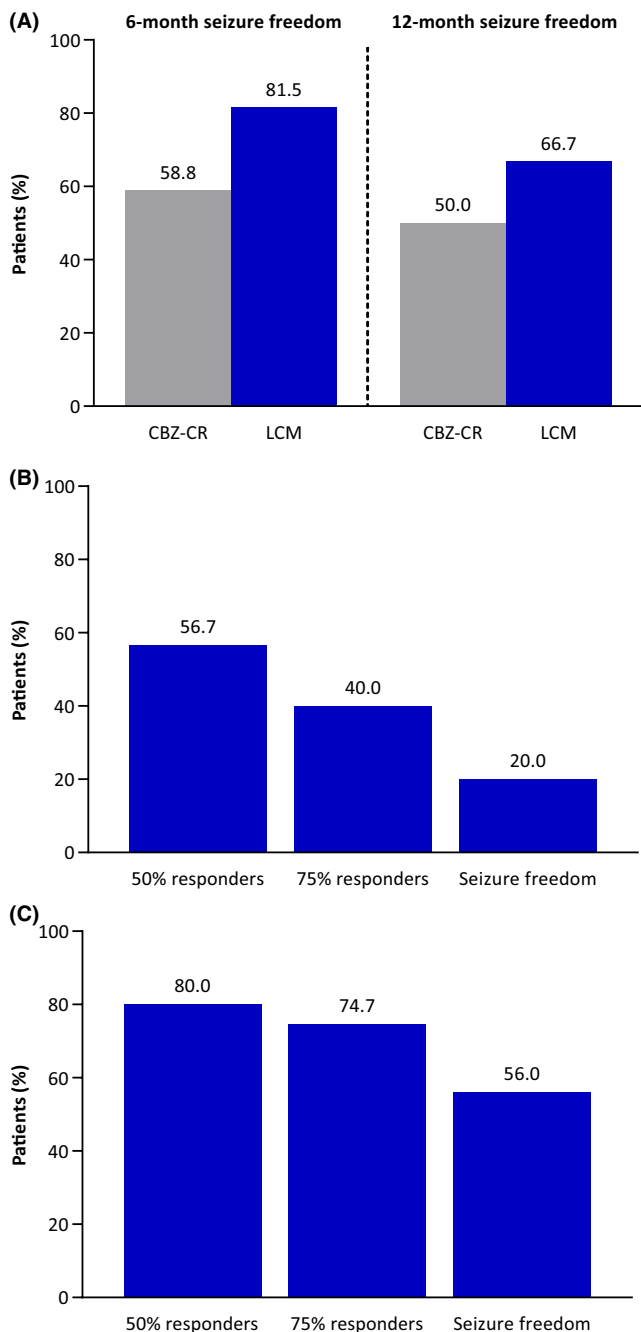 (A)
6-month seizure freedom 12-month seizure freedom
100
80
60
40
20
0
Patients (%)
58.8
81.5
50.0
66.7
CBZ-CR LCM CBZ-CR LCM
(B)
100
80
60
40
20
0
Patients (%)
56.7
40.0
20.0
50% responders 75% responders Seizure freedom
(C)
100
80
60
40
20
0
Patients (%)
80.0
74.7
56.0
50% responders 75% responders Seizure freedom